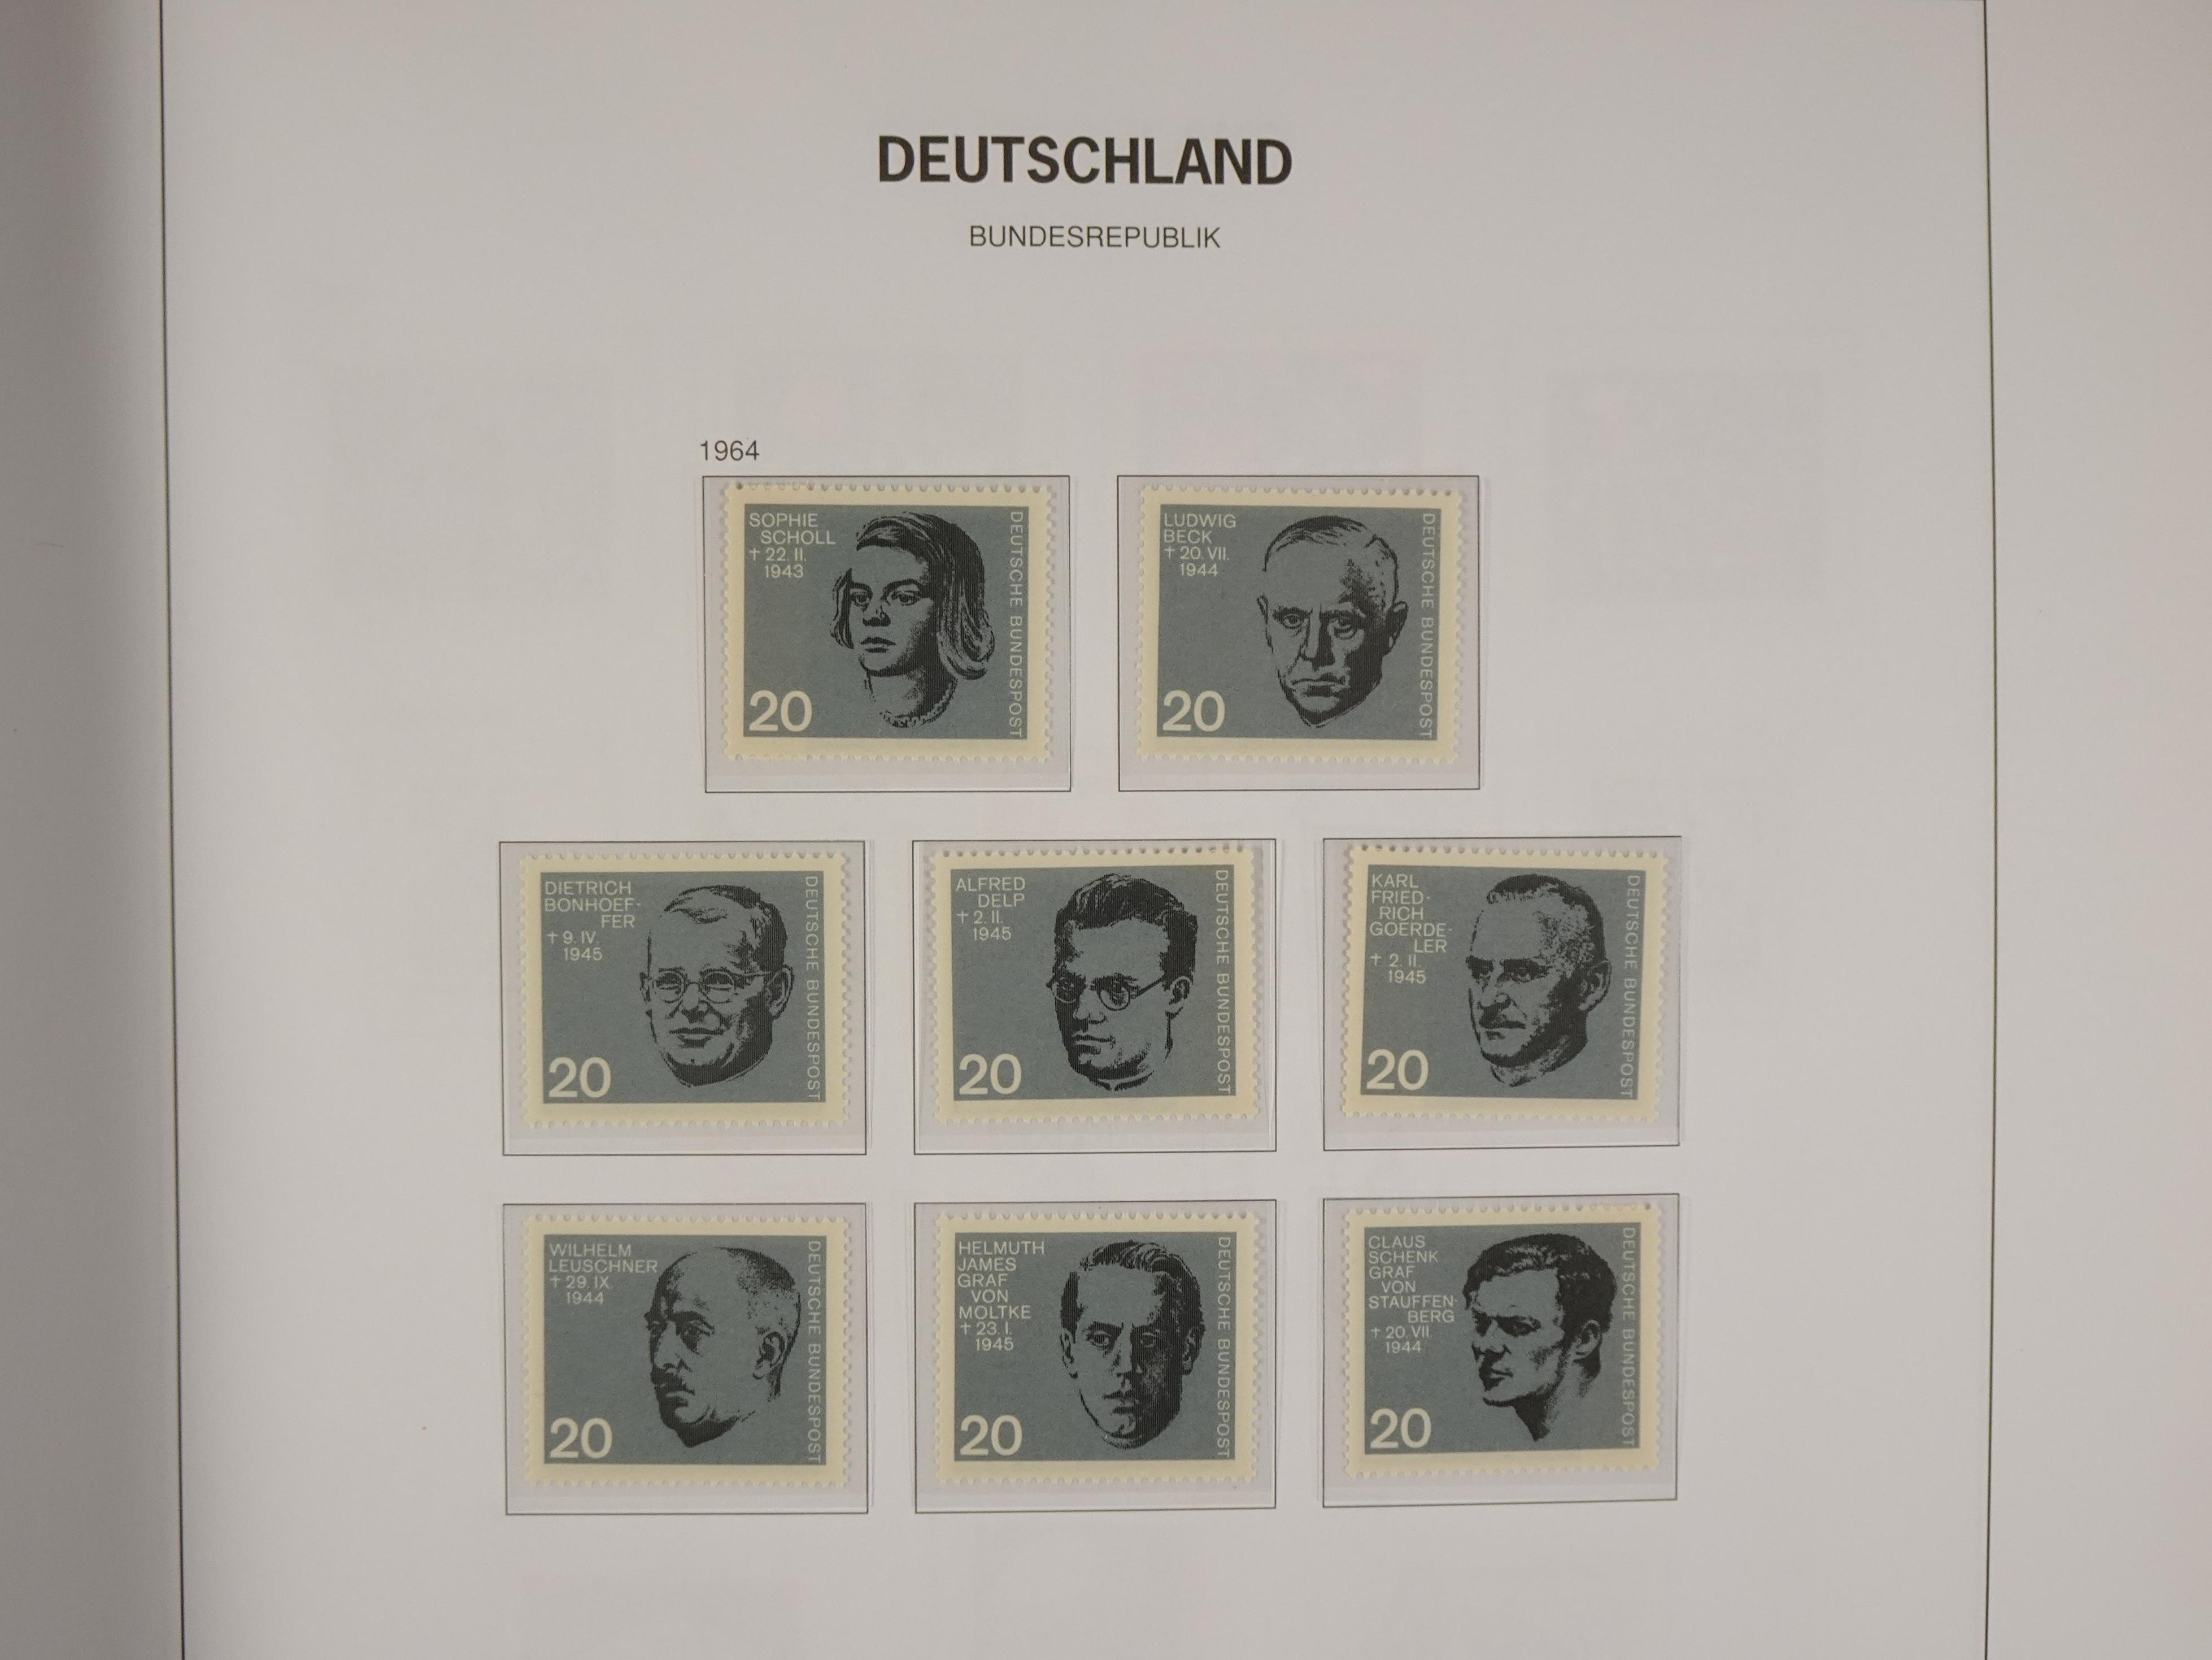 DEUTSCHLAND
BUNDESREPUBLIK
1964
SOPHIE
SCHOLL
† 22. II.
1943
20
DEUTSCHE BUNDESPOST
LUDWIG
BECK
† 20. VII.
1944
20
DEUTSCHE BUNDESPOST
DIETRICH
BONHOEF-
FER
† 9. IV.
1945
20
DEUTSCHE BUNDESPOST
ALFRED
DELP
† 2. II.
1945
20
DEUTSCHE BUNDESPOST
KARL
FRIED-
RICH
GOERDE-
LER
† 2. II.
1945
20
DEUTSCHE BUNDESPOST
WILHELM
LEUSCHNER
† 29. IX
1944
20
DEUTSCHE BUNDESPOST
HELMUTH
JAMES
GRAF
VON
MOLTKE
† 23. I.
1945
20
DEUTSCHE BUNDESPOST
CLAUS
SCHENK
GRAF
VON
STAUFFEN-
BERG
† 20. VII.
1944
20
DEUTSCHE BUNDESPOST